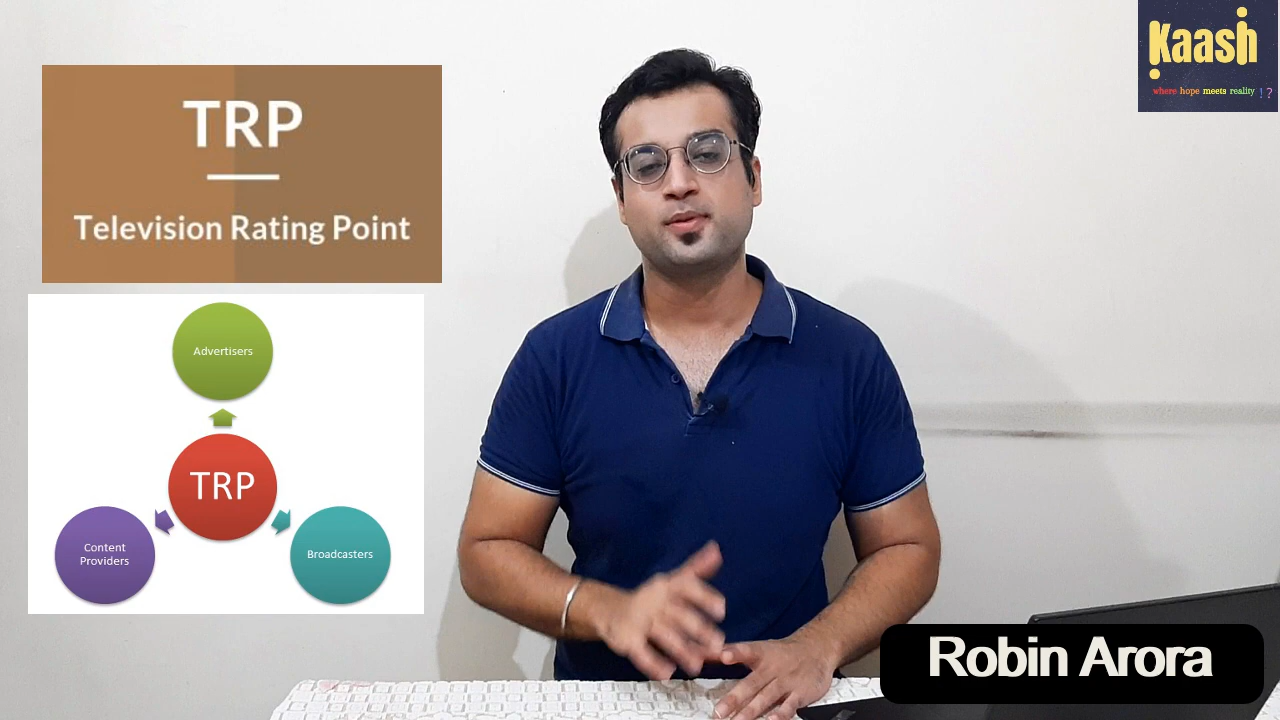 TRP
Television Rating Point
Advertisers
TRP
Content
Providers
Broadcasters
Kaash
where hope meets reality !?
Robin Arora